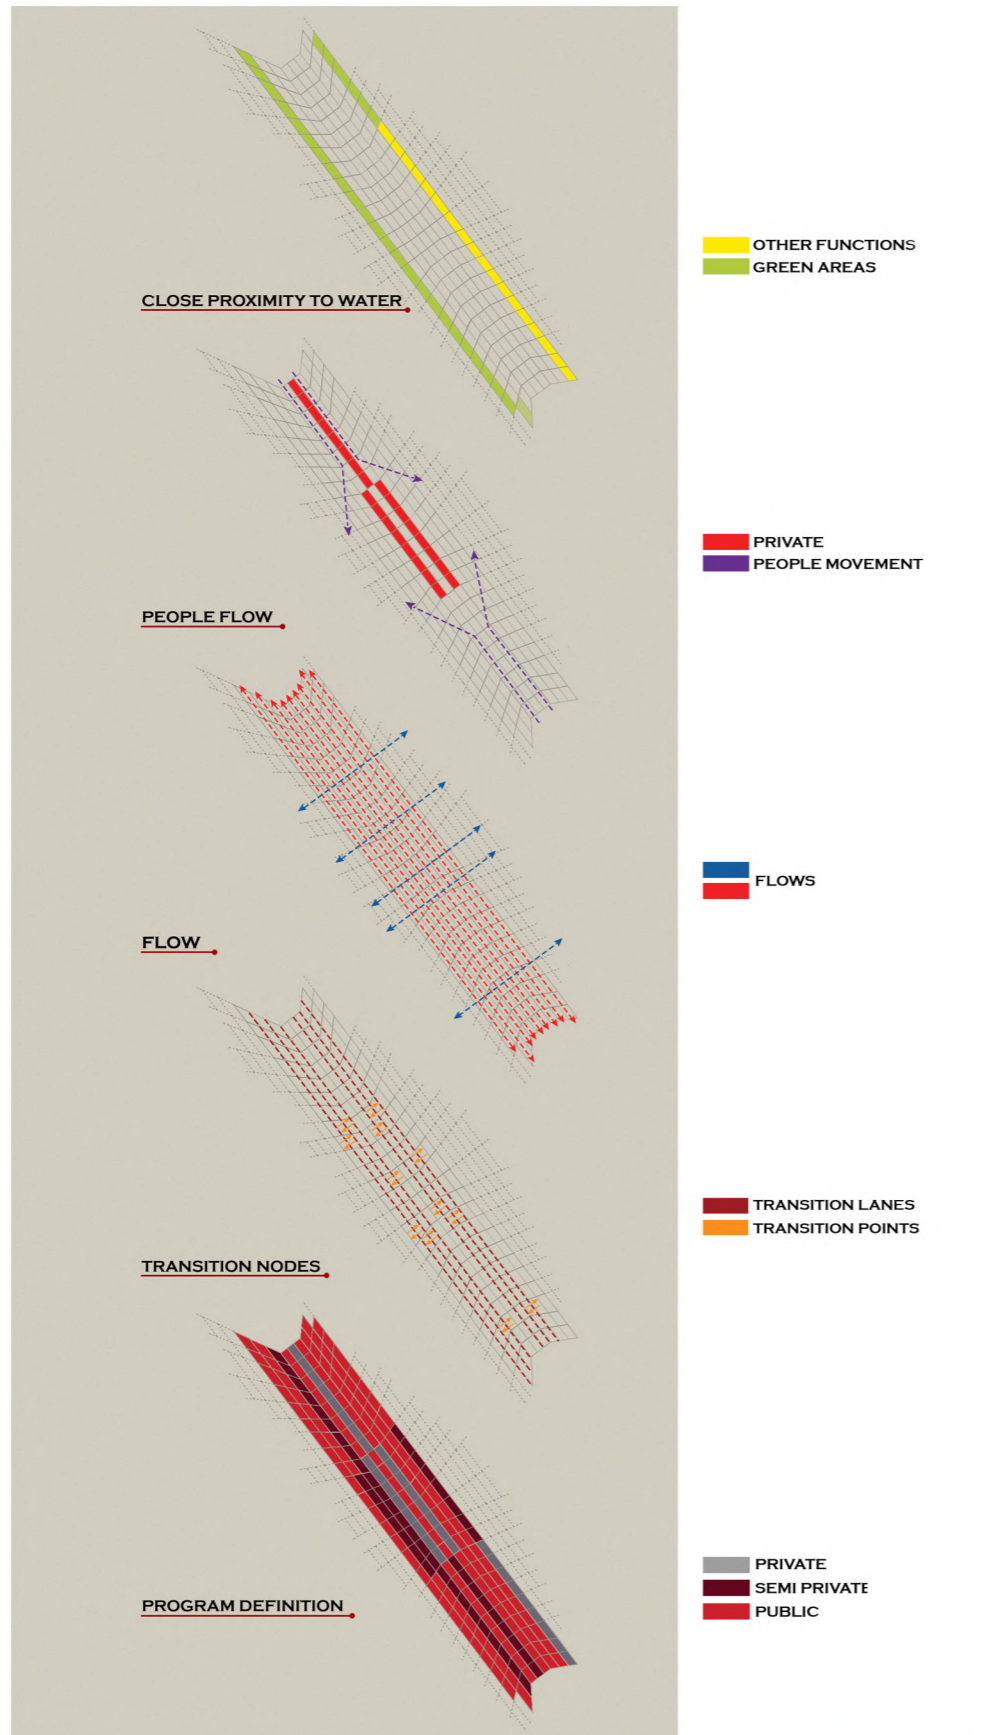 OTHER FUNCTIONS
GREEN AREAS
CLOSE PROXIMITY TO WATER
PRIVATE
PEOPLE MOVEMENT
PEOPLE FLOW
FLOWS
FLOW
TRANSITION LANES
TRANSITION POINTS
TRANSITION NODES
PRIVATE
SEMI PRIVATE
PUBLIC
PROGRAM DEFINITION